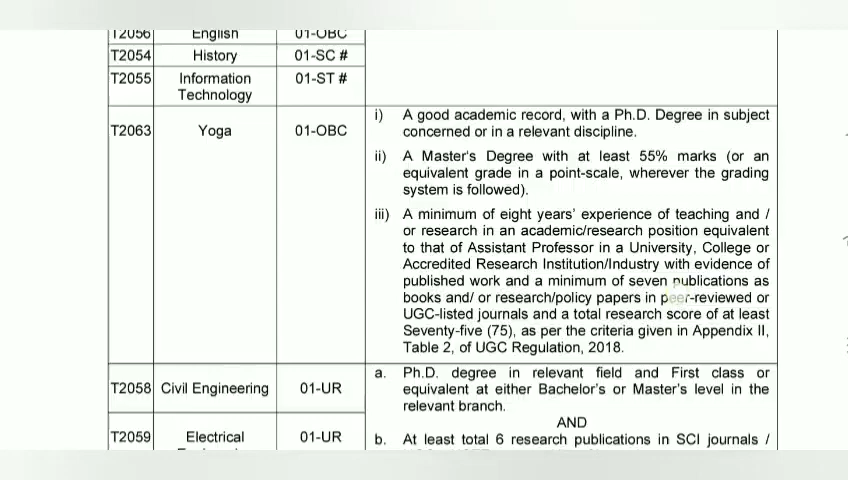 T2056 English 01-OBC
T2054 History 01-SC #
T2055 Information 01-ST #
Technology
i) A good academic record, with a Ph.D. Degree in subject
T2063 Yoga 01-OBC concerned or in a relevant discipline.
ii) A Master's Degree with at least 55% marks (or an
equivalent grade in a point-scale, wherever the grading
system is followed).
iii) A minimum of eight years' experience of teaching and /
or research in an academic/research position equivalent
to that of Assistant Professor in a University, College or
Accredited Research Institution/Industry with evidence of
published work and a minimum of seven publications as
books and/ or research/policy papers in peer-reviewed or
UGC-listed journals and a total research score of at least
Seventy-five (75), as per the criteria given in Appendix II,
Table 2, of UGC Regulation, 2018.
a. Ph.D. degree in relevant field and First class or
T2058 Civil Engineering 01-UR equivalent at either Bachelor's or Master's level in the
relevant branch.
AND
T2059 Electrical 01-UR b. At least total 6 research publications in SCI journals /